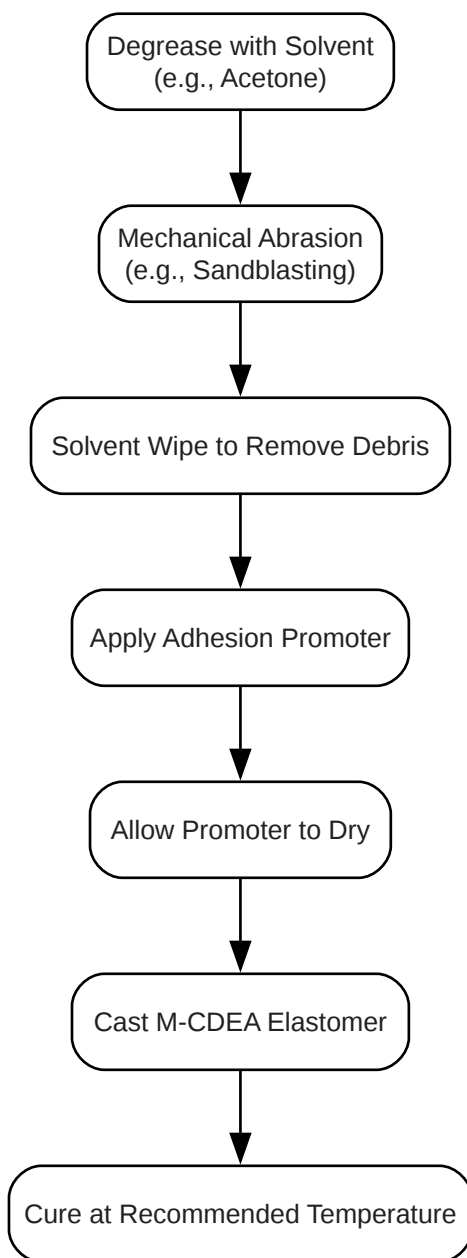 Degrease with Solvent
(e.g., Acetone)
Mechanical Abrasion
(e.g., Sandblasting)
Solvent Wipe to Remove Debris
Apply Adhesion Promoter
Allow Promoter to Dry
Cast M-CDEA Elastomer
Cure at Recommended Temperature